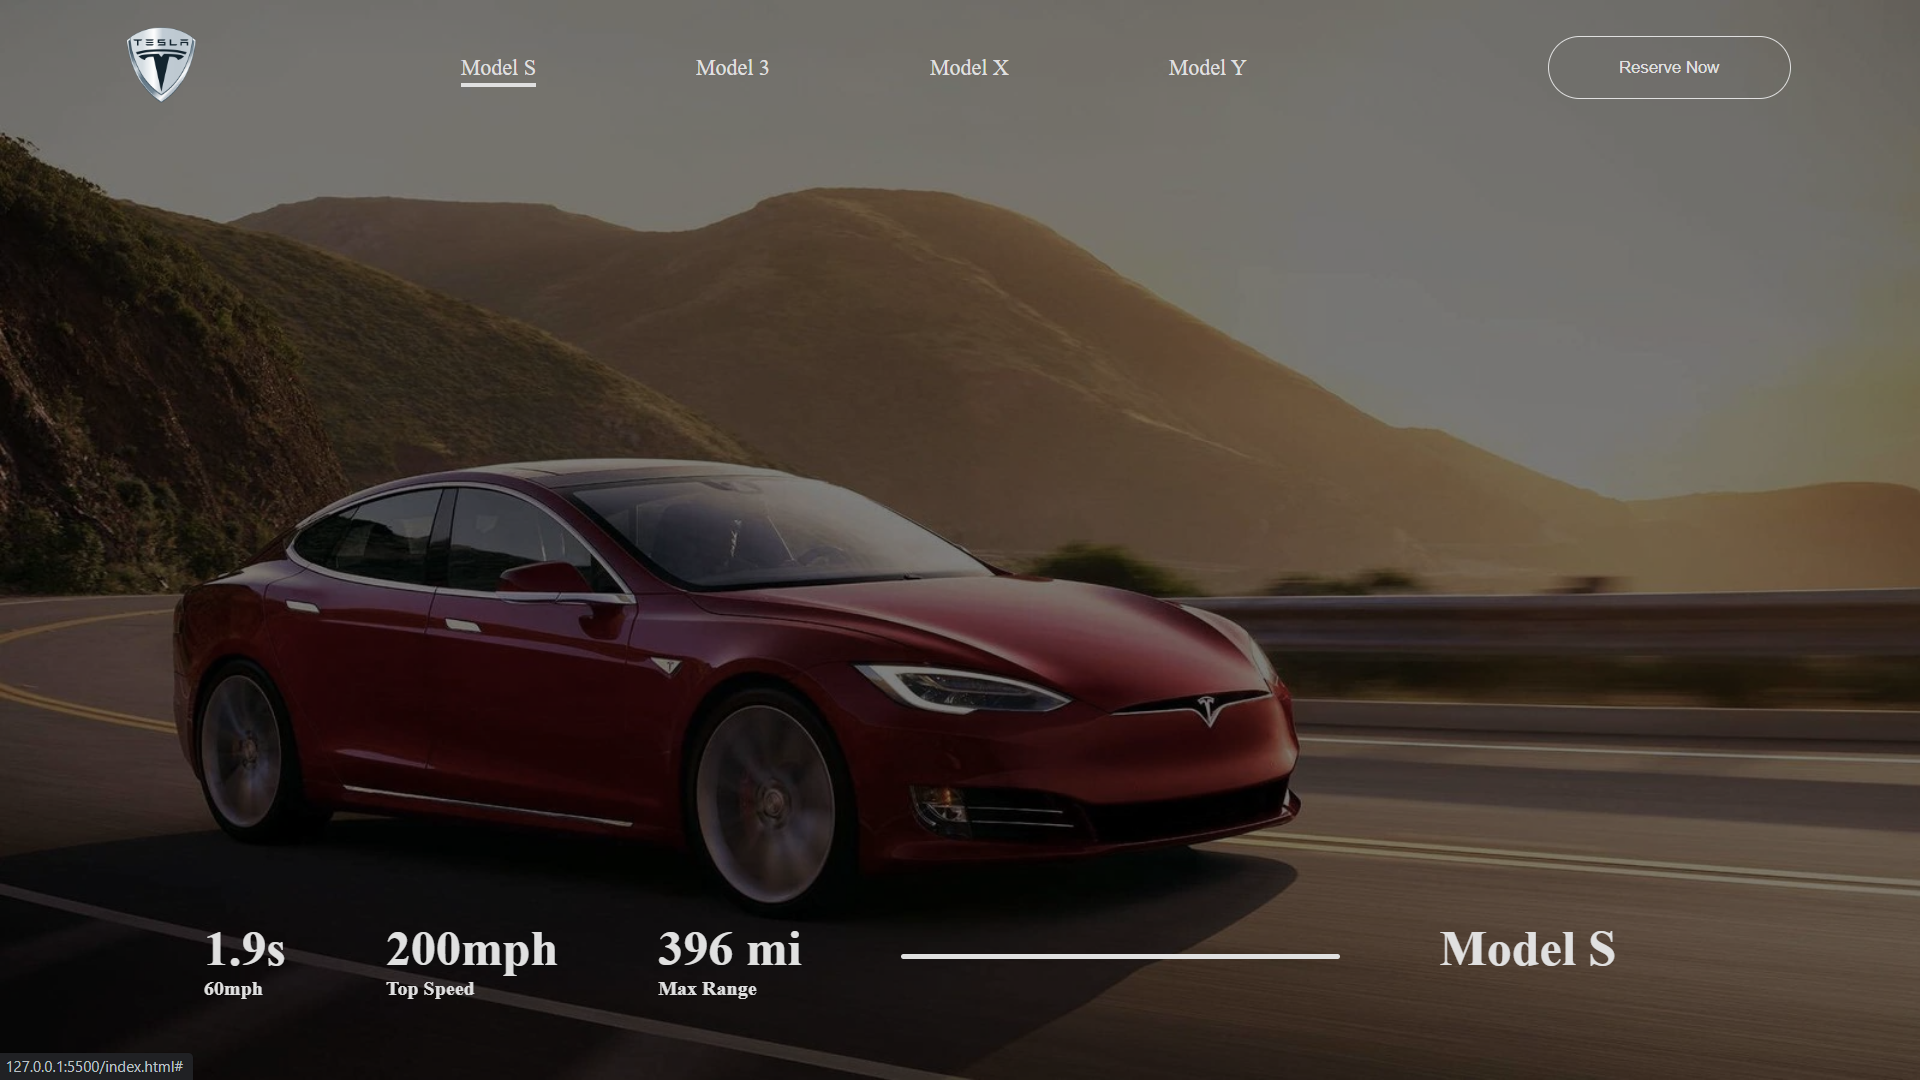 TESLA
Model S
Model 3
Model X
Model Y
Reserve Now
1.9s
60mph
200mph
Top Speed
396 mi
Max Range
Model S
127.0.0.1:5500/index.html#